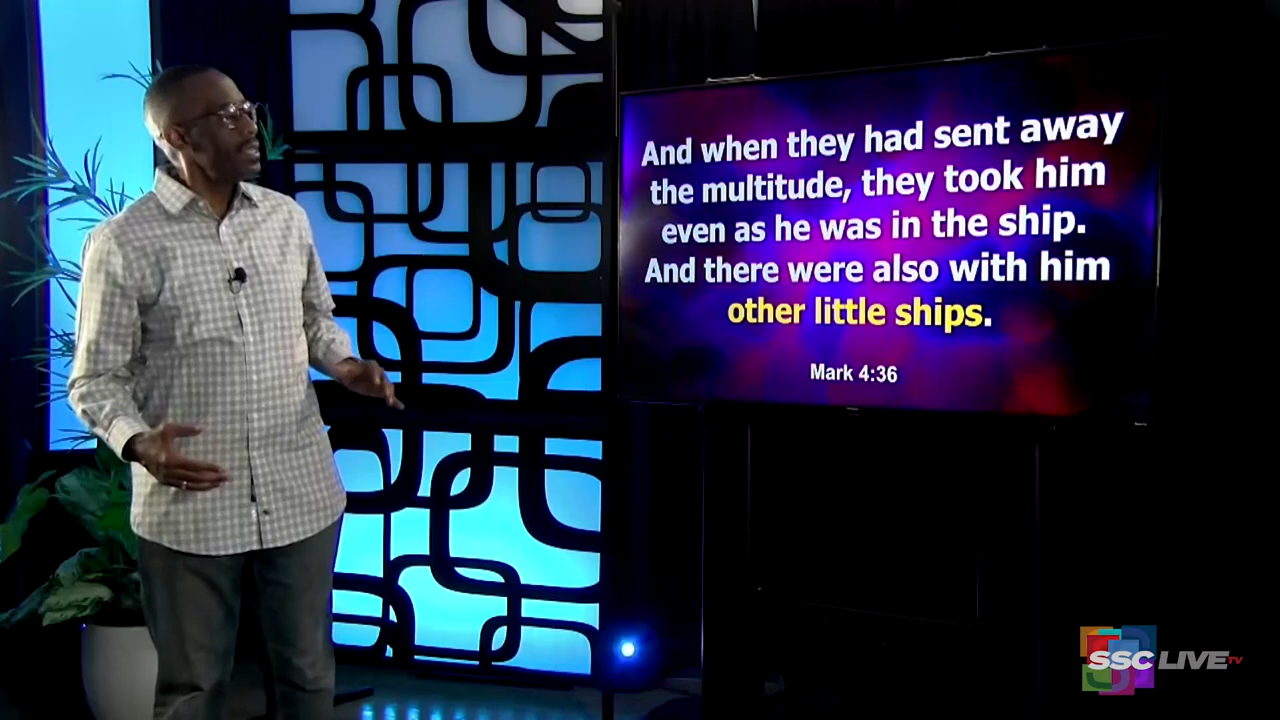 And when they had sent away
the multitude, they took him
even as he was in the ship.
And there were also with him
other little ships.
Mark 4:36
SSC LIVE TV